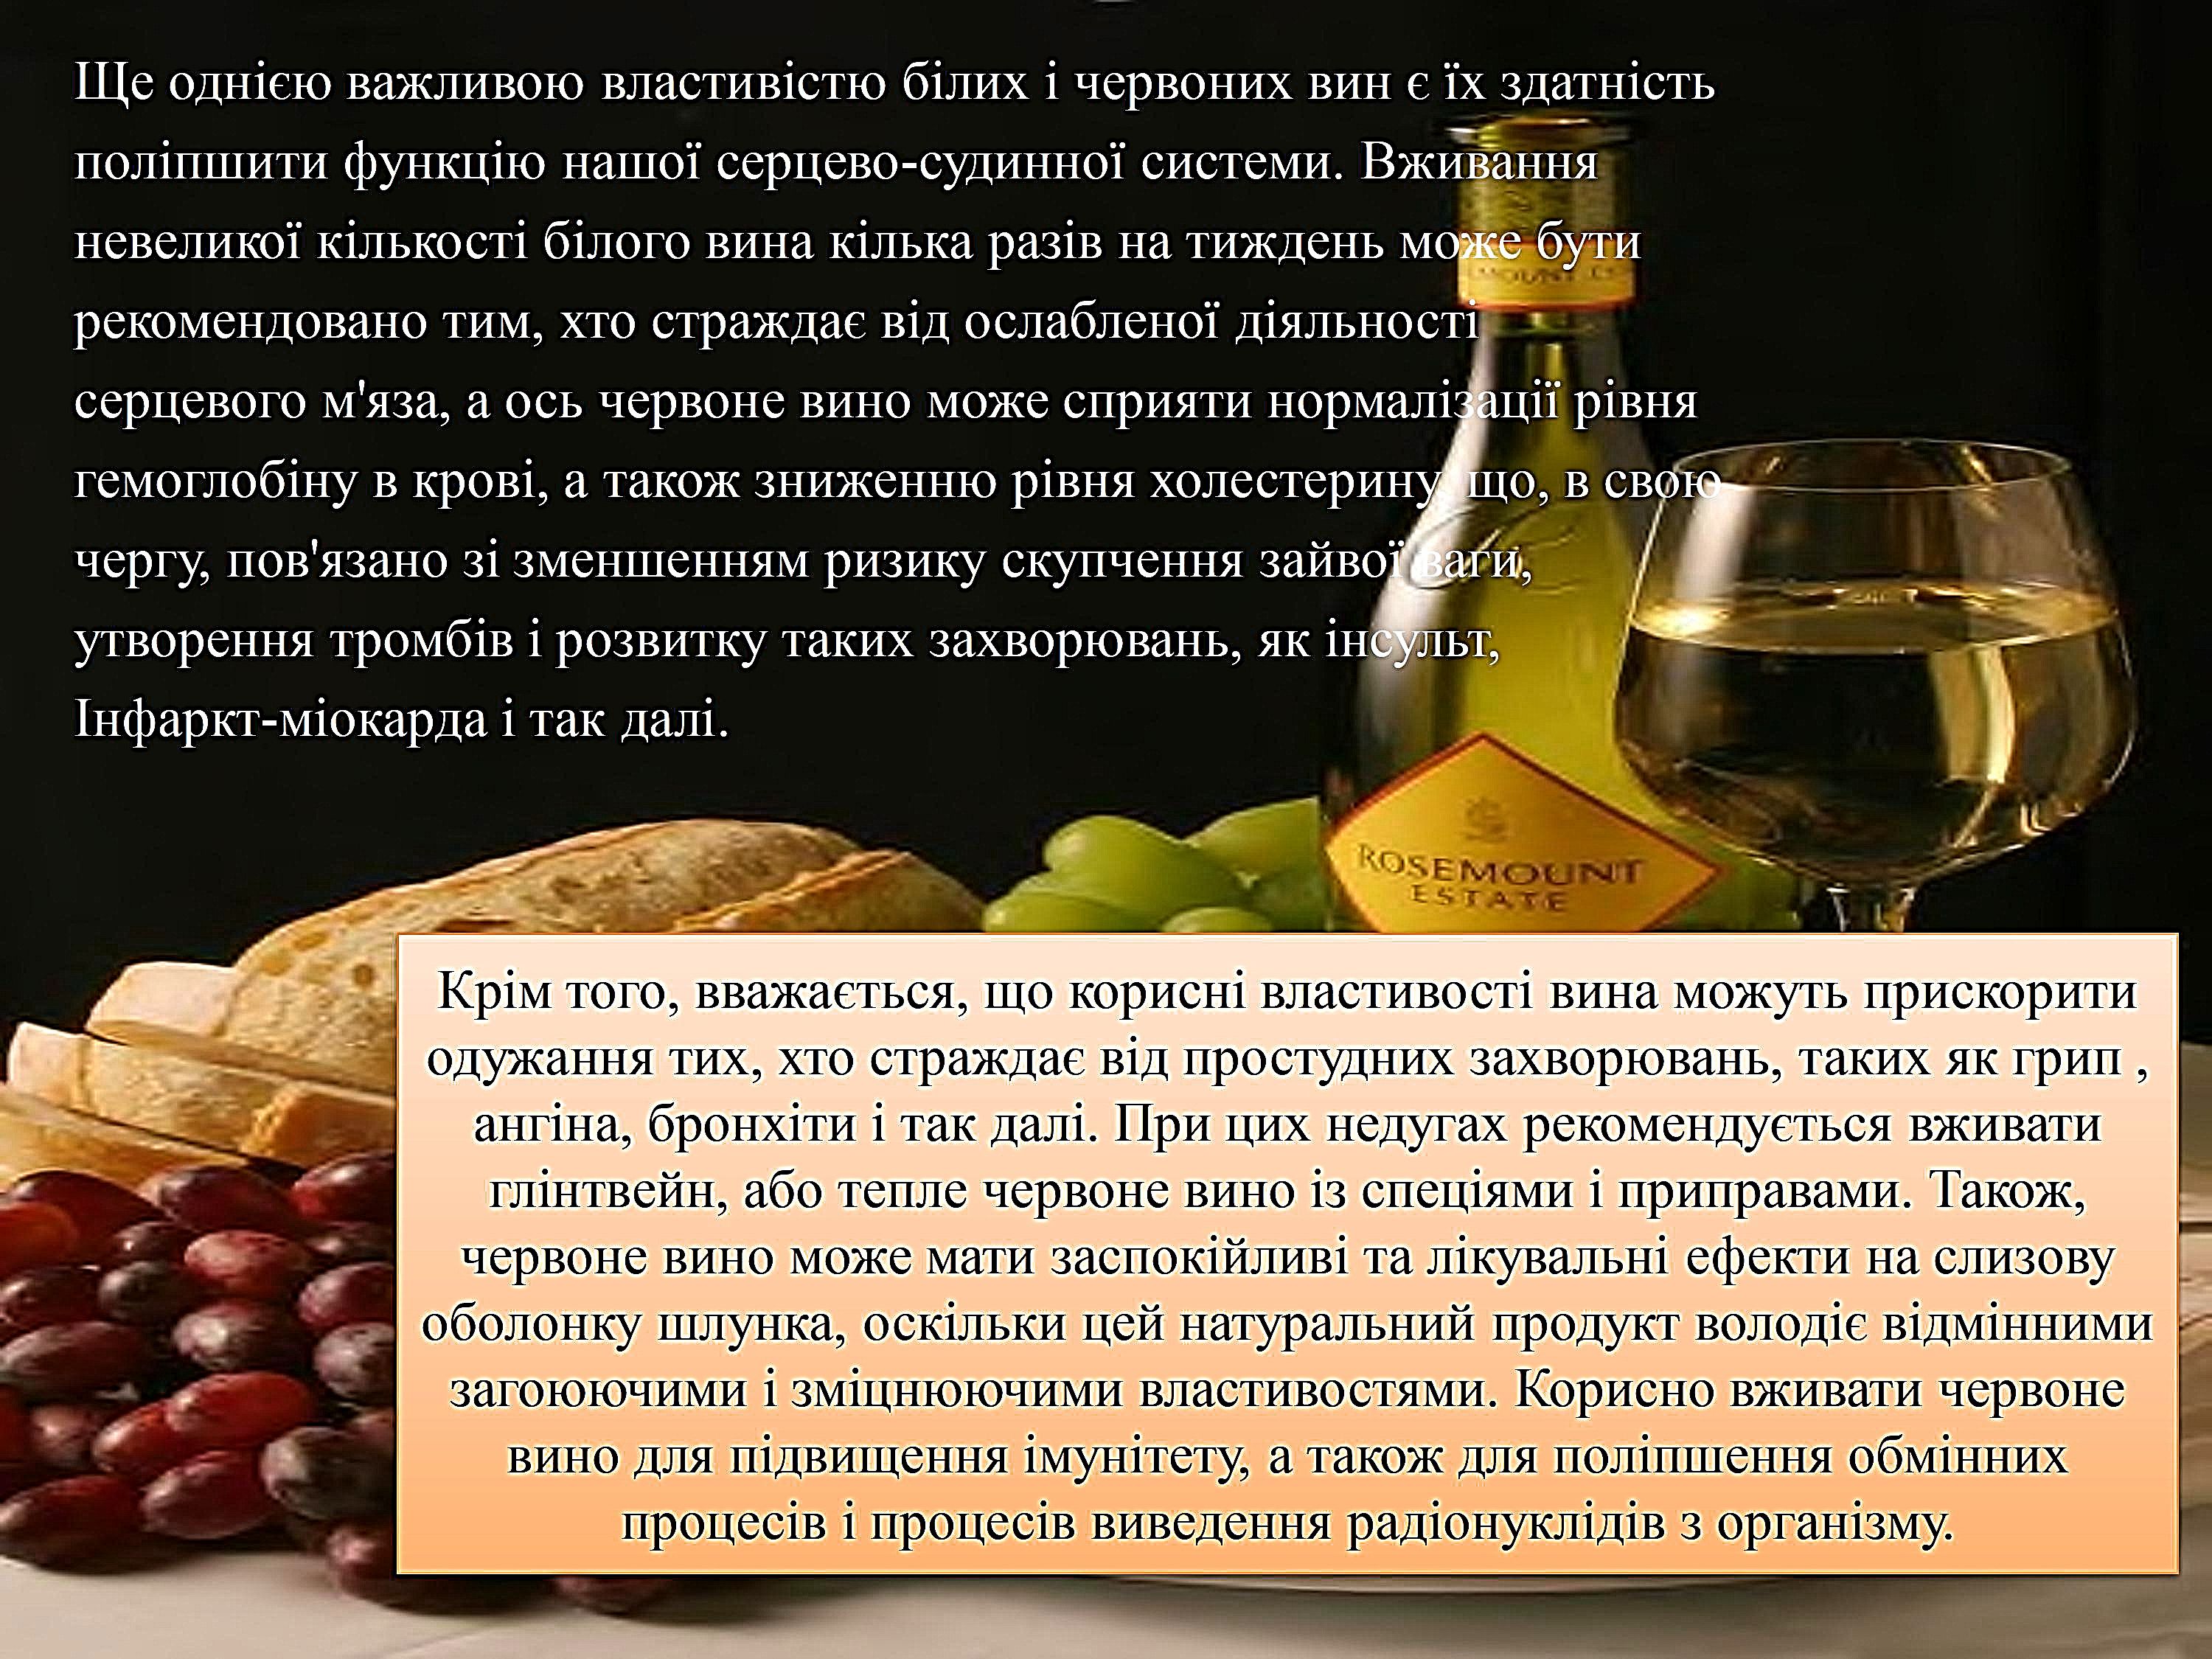 Ще однією важливою властивістю білих і червоних вин є їх здатність
поліпшити функцію нашої серцево-судинної системи. Вживання
невеликої кількості білого вина кілька разів на тиждень може бути
рекомендовано тим, хто страждає від ослабленої діяльності
серцевого м'яза, а ось червоне вино може сприяти нормалізації рівня
гемоглобіну в крові, а також зниженню рівня холестерину, що, в свою
чергу, пов'язано зі зменшенням ризику скупчення зайвої ваги,
утворення тромбів і розвитку таких захворювань, як інсульт,
Інфаркт-міокарда і так далі.
ROSEMOUNT
ESTATE
Крім того, вважається, що корисні властивості вина можуть прискорити
одужання тих, хто страждає від простудних захворювань, таких як грип ,
ангіна, бронхіти і так далі. При цих недугах рекомендується вживати
глінтвейн, або тепле червоне вино із спеціями і приправами. Також,
червоне вино може мати заспокійливі та лікувальні ефекти на слизову
оболонку шлунка, оскільки цей натуральний продукт володіє відмінними
загоюючими і зміцнюючими властивостями. Корисно вживати червоне
вино для підвищення імунітету, а також для поліпшення обмінних
процесів і процесів виведення радіонуклідів з організму.